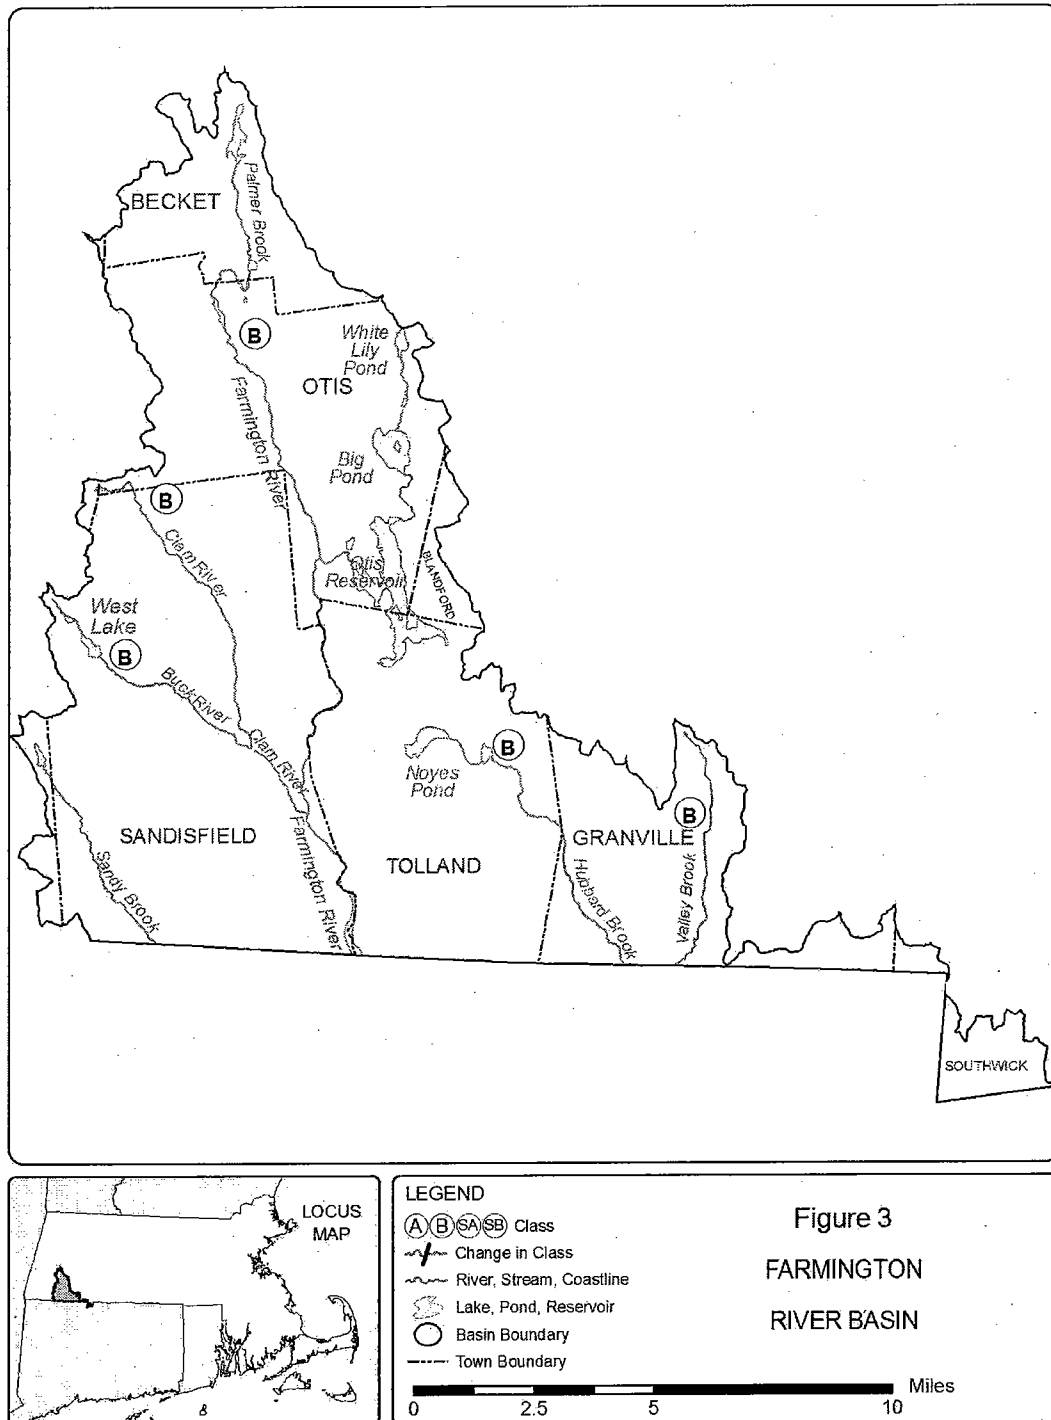 BECKET
Palmer Brook
B
White
Lily
Pond
OTIS
Farmington River
Big
Pond
B
Clam River
Otis
Reservoir
BLANDFORD
West
Lake
B
Buck River
Clam River
B
Noyes
Pond
B
SANDISFIELD
GRANVILLE
TOLLAND
Farmington River
Sandy Brook
Hubbard Brook
Valley Brook
SOUTHWICK
LOCUS
MAP
8
LEGEND
A B SA SB Class
Change in Class
River, Stream, Coastline
Lake, Pond, Reservoir
Basin Boundary
Town Boundary
Figure 3
FARMINGTON
RIVER BASIN
Miles
0 2.5 5 10